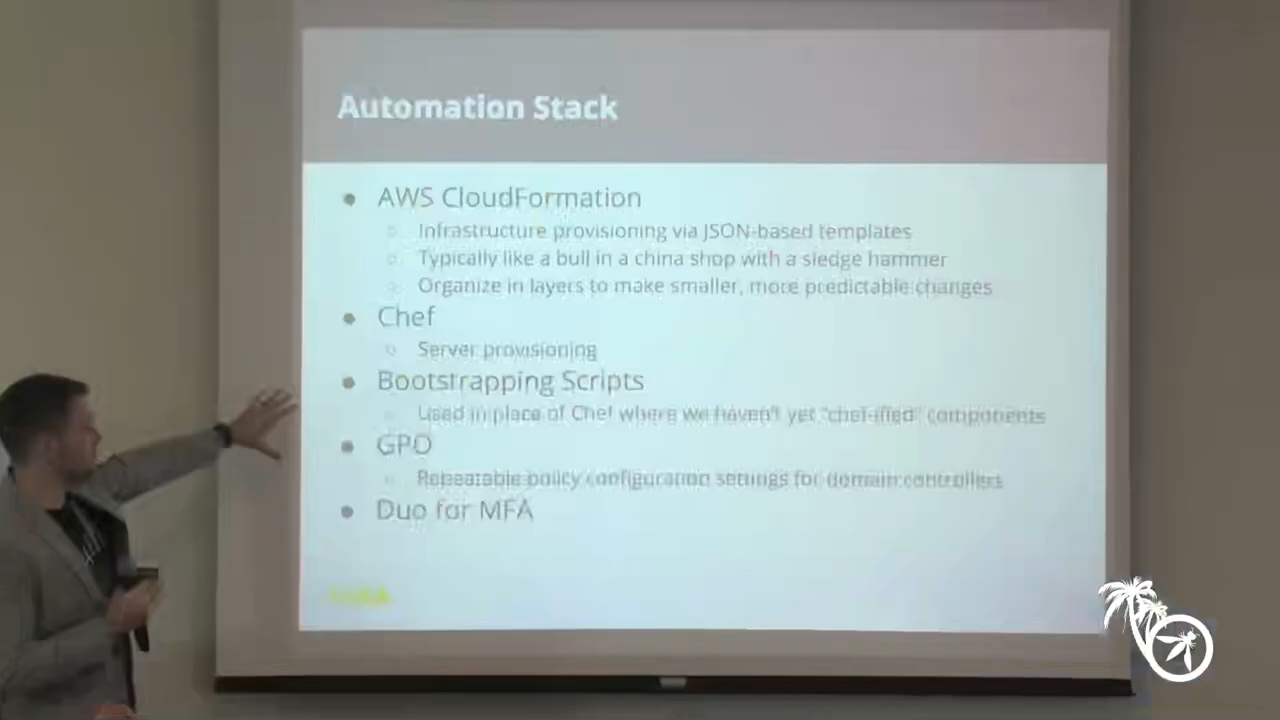 Automation Stack
AWS CloudFormation
Infrastructure provisioning via JSON-based templates
Typically like a bull in a china shop with a sledge hammer
Organize in layers to make smaller, more predictable changes
Chef
Server provisioning
Bootstrapping Scripts
Used in place of Chef where we haven't yet "chef-ified" components
GPO
Repeatable policy configuration settings for domain controllers
Duo for MFA